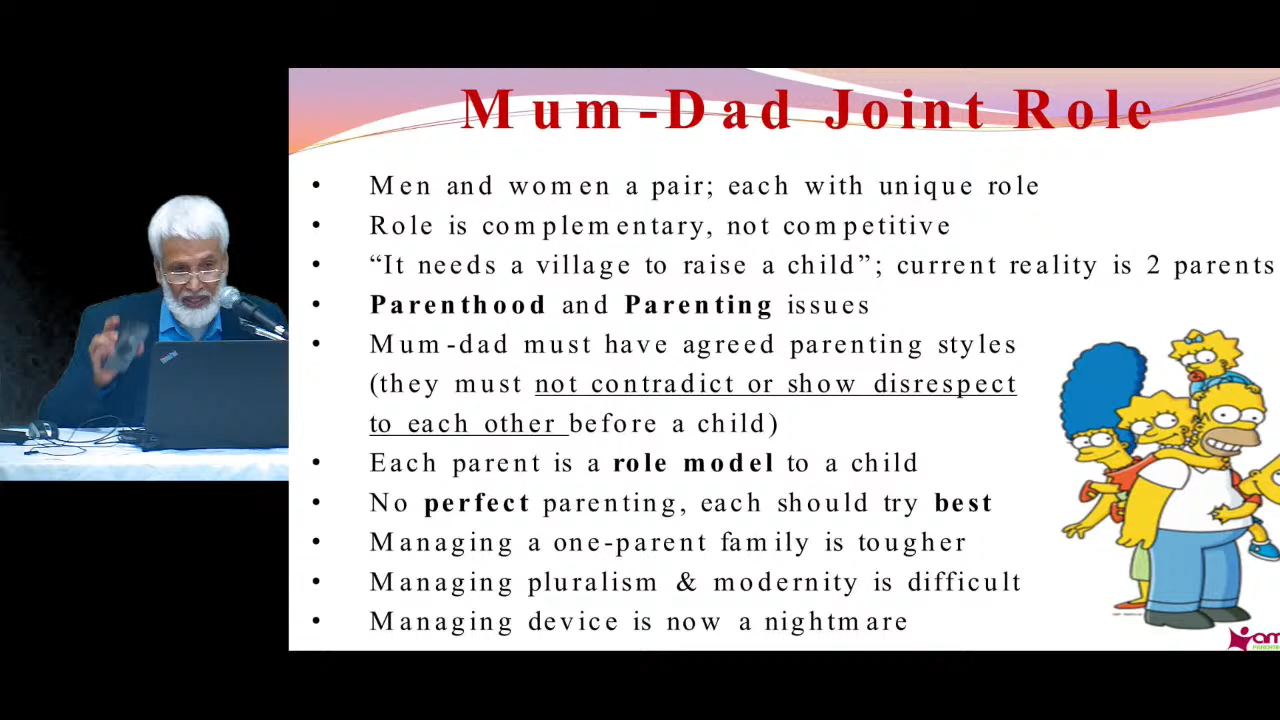 Mum-Dad Joint Role
• Men and women a pair; each with unique role
• Role is complementary, not competitive
• “It needs a village to raise a child”; current reality is 2 parents
• Parenthood and Parenting issues
• Mum-dad must have agreed parenting styles
(they must not contradict or show disrespect
to each other before a child)
• Each parent is a role model to a child
• No perfect parenting, each should try best
• Managing a one-parent family is tougher
• Managing pluralism & modernity is difficult
• Managing device is now a nightmare
ThinkPad
am